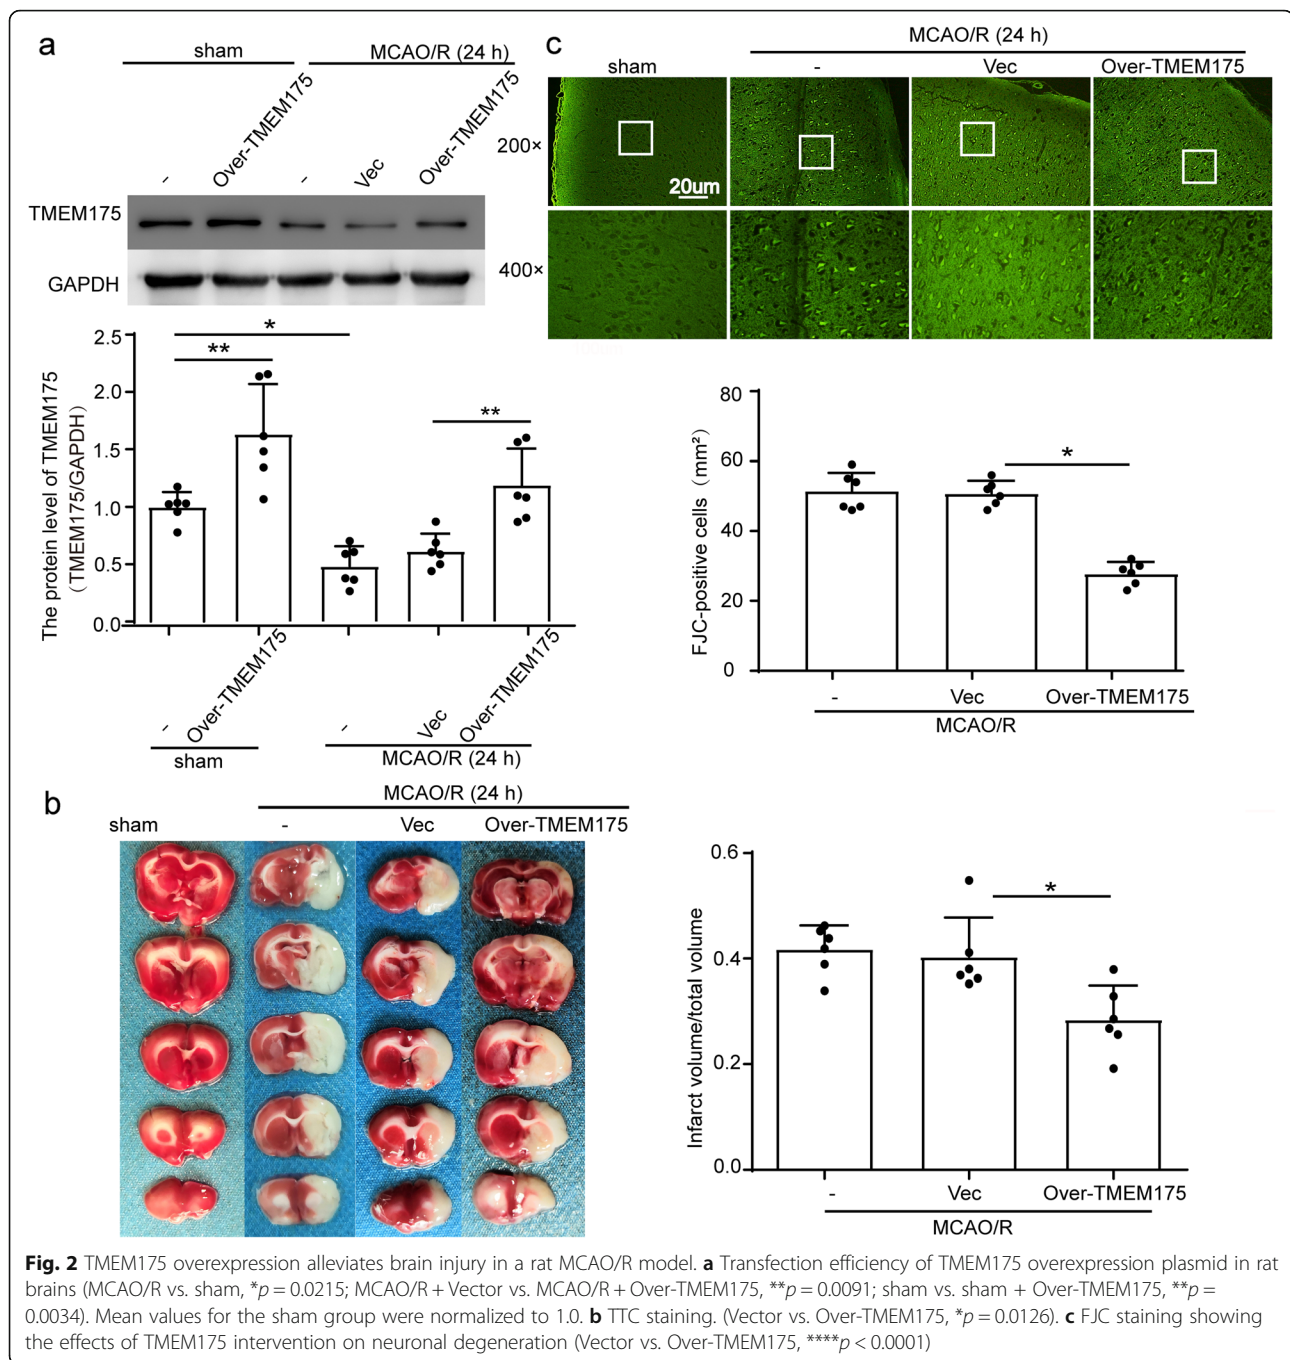 a
sham
MCAO/R (24 h)
-
Over-TMEM175
-
Vec
Over-TMEM175
TMEM175
GAPDH
*
**
**
2.5
2.0
1.5
1.0
0.5
0.0
The protein level of TMEM175
(TMEM175/GAPDH)
-
Over-TMEM175
-
Vec
Over-TMEM175
sham
MCAO/R (24 h)
c
MCAO/R (24 h)
sham
-
Vec
Over-TMEM175
200×
20um
400×
80
60
40
20
0
FJC-positive cells (mm²)
*
-
Vec
Over-TMEM175
MCAO/R
b
MCAO/R (24 h)
sham
-
Vec
Over-TMEM175
0.6
0.4
0.2
0.0
Infarct volume/total volume
*
-
Vec
Over-TMEM175
MCAO/R
Fig. 2 TMEM175 overexpression alleviates brain injury in a rat MCAO/R model. a Transfection efficiency of TMEM175 overexpression plasmid in rat
brains (MCAO/R vs. sham, *p = 0.0215; MCAO/R + Vector vs. MCAO/R + Over-TMEM175, **p = 0.0091; sham vs. sham + Over-TMEM175, **p =
0.0034). Mean values for the sham group were normalized to 1.0. b TTC staining. (Vector vs. Over-TMEM175, *p = 0.0126). c FJC staining showing
the effects of TMEM175 intervention on neuronal degeneration (Vector vs. Over-TMEM175, ****p < 0.0001)